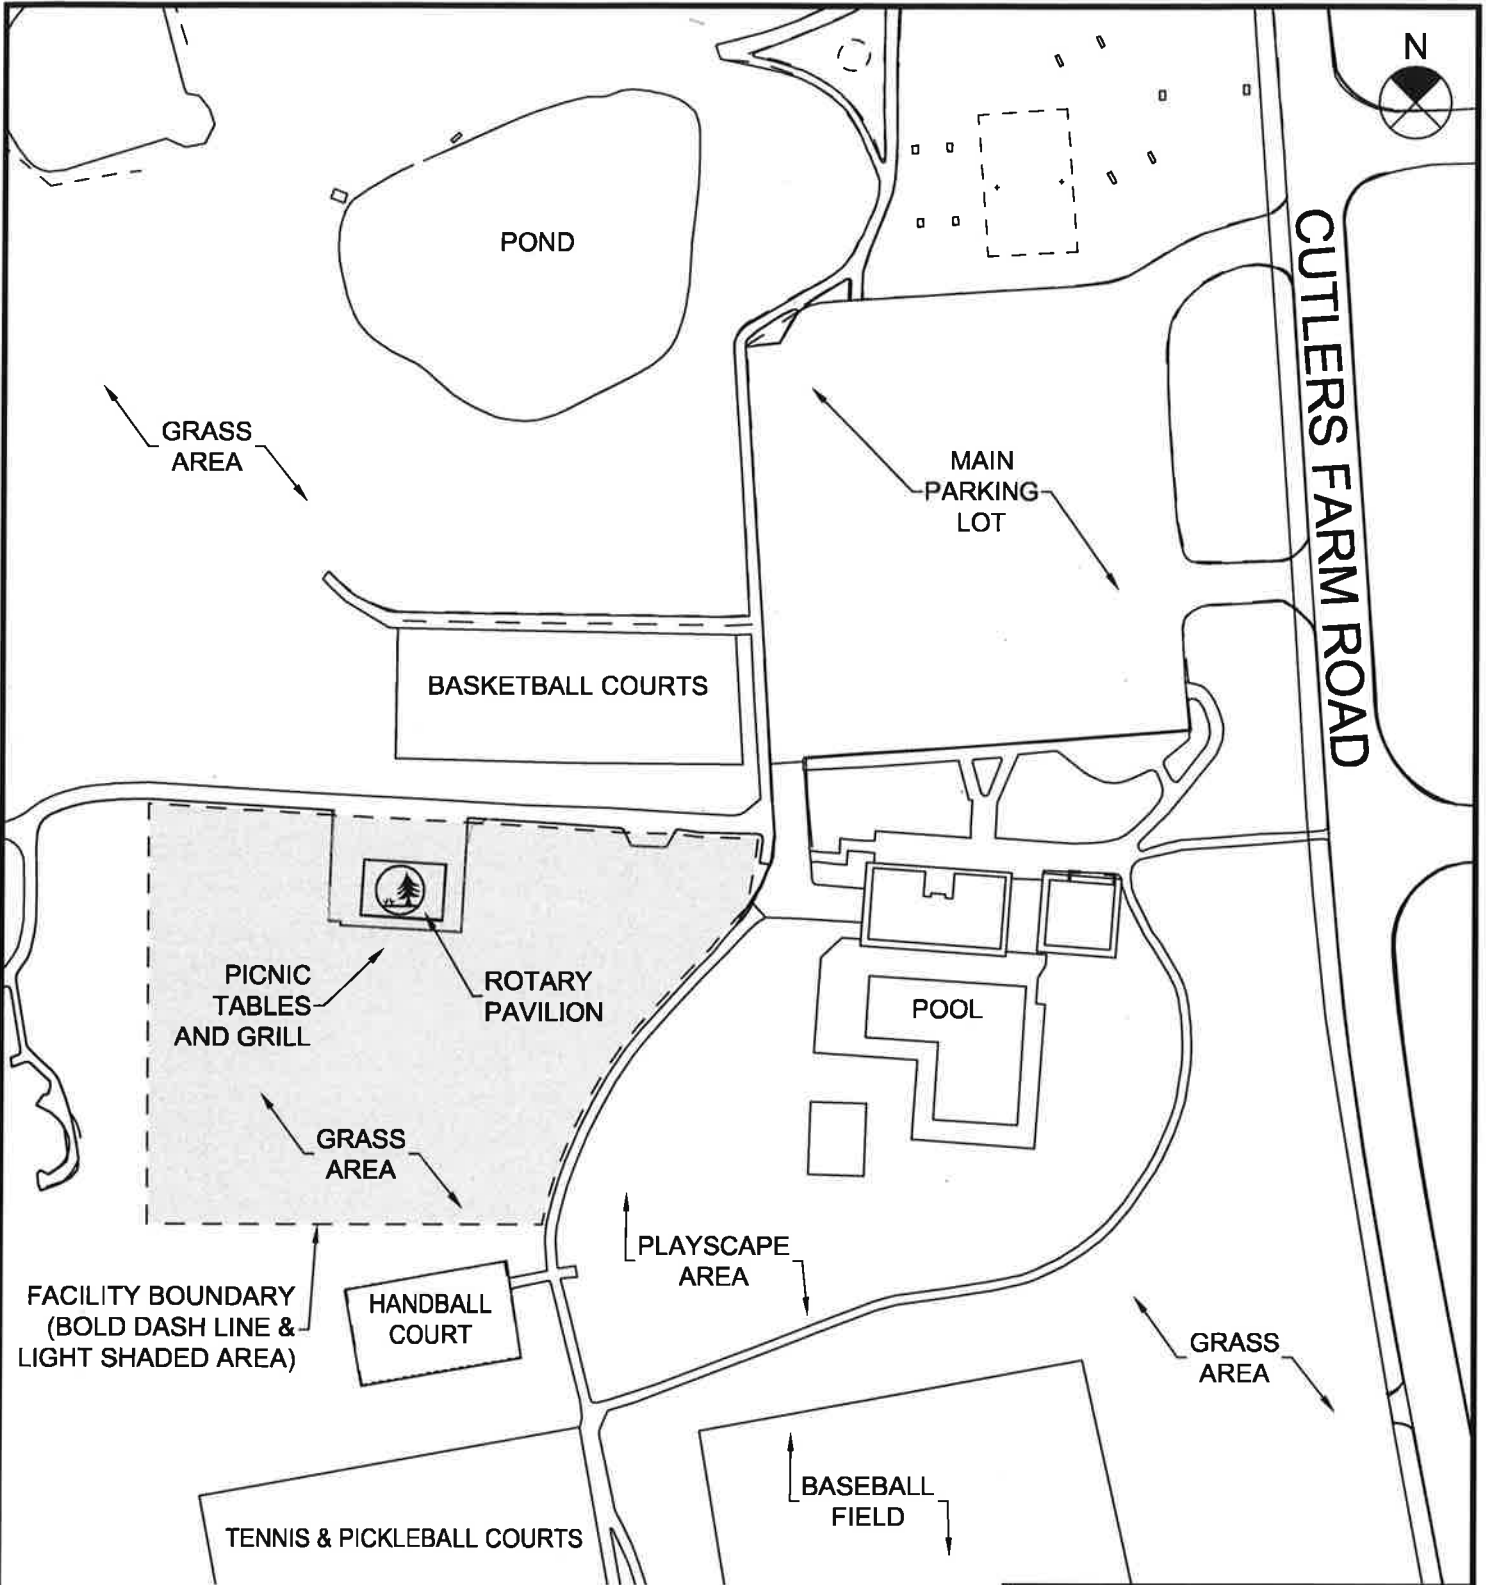 N
POND
CUTLERS FARM ROAD
GRASS
AREA
MAIN
PARKING
LOT
BASKETBALL COURTS
PICNIC
TABLES
AND GRILL
ROTARY
PAVILION
POOL
GRASS
AREA
PLAYSCAPE
AREA
FACILITY BOUNDARY
(BOLD DASH LINE &
LIGHT SHADED AREA)
HANDBALL
COURT
GRASS
AREA
BASEBALL
FIELD
TENNIS & PICKLEBALL COURTS